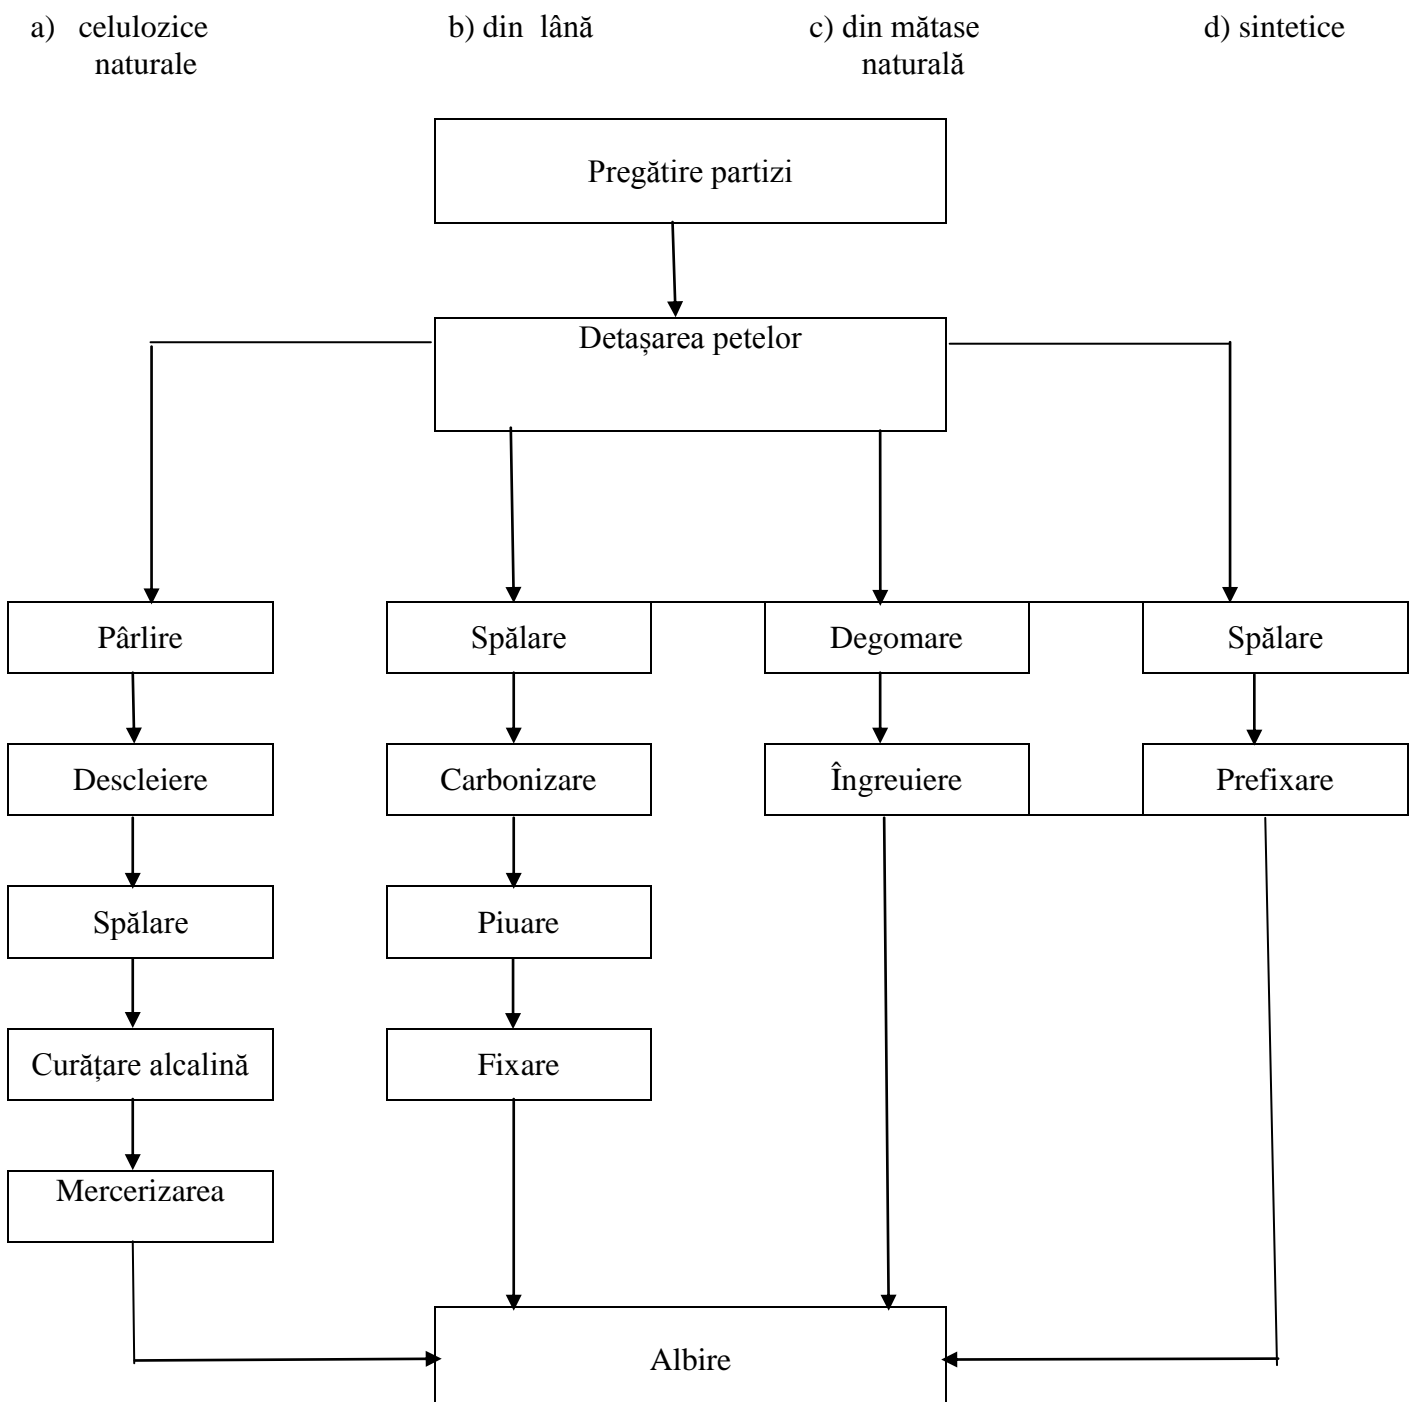 a) celulozice
naturale
b) din lână
c) din mătase
naturală
d) sintetice
Pregătire partizi
Detașarea petelor
Pârlire
Spălare
Degomare
Spălare
Descleiere
Carbonizare
Îngreuiere
Prefixare
Spălare
Piuare
Curățare alcalină
Fixare
Mercerizarea
Albire